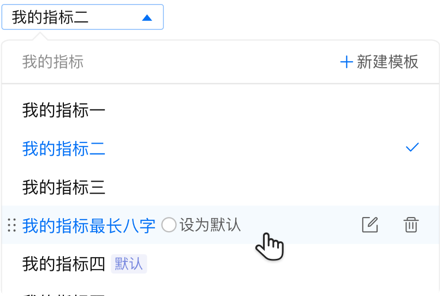 我的指标二
我的指标 新建模板
我的指标一
我的指标二
我的指标三
我的指标最长八字 设为默认
我的指标四 默认